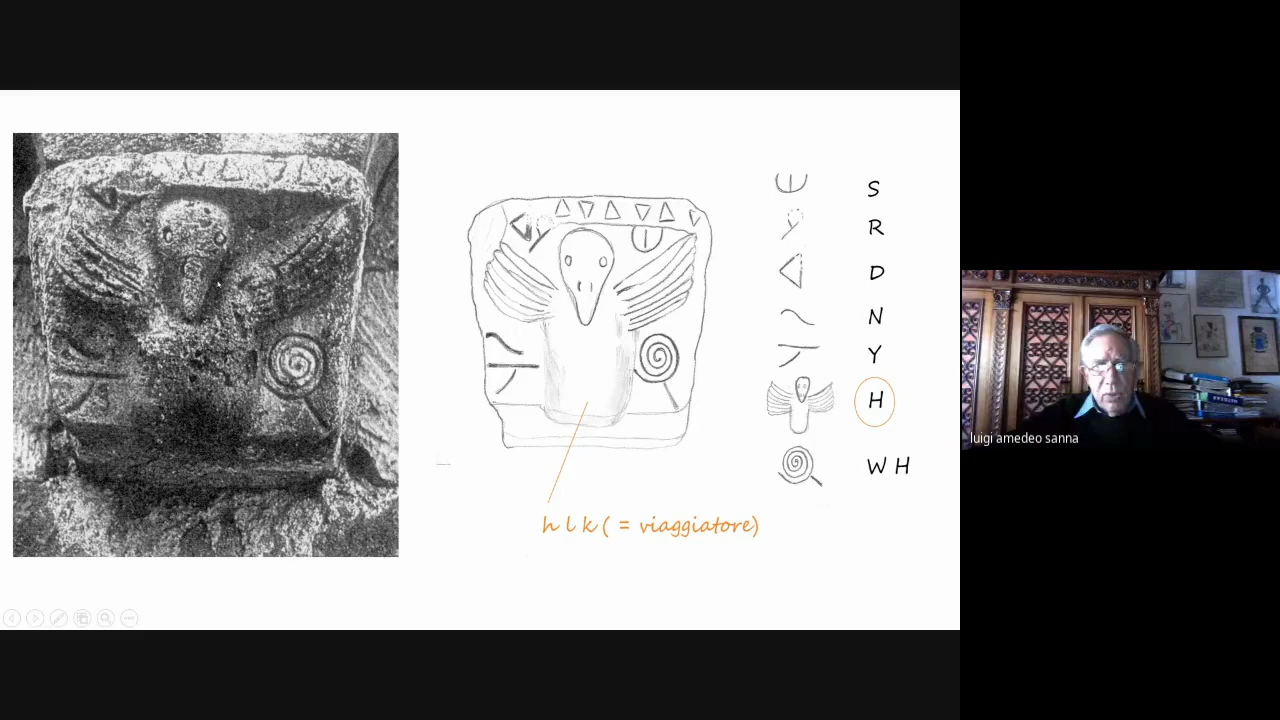 S
R
D
N
Y
H
W H
h l k ( = viaggiatore)
luigi amedeo sanna